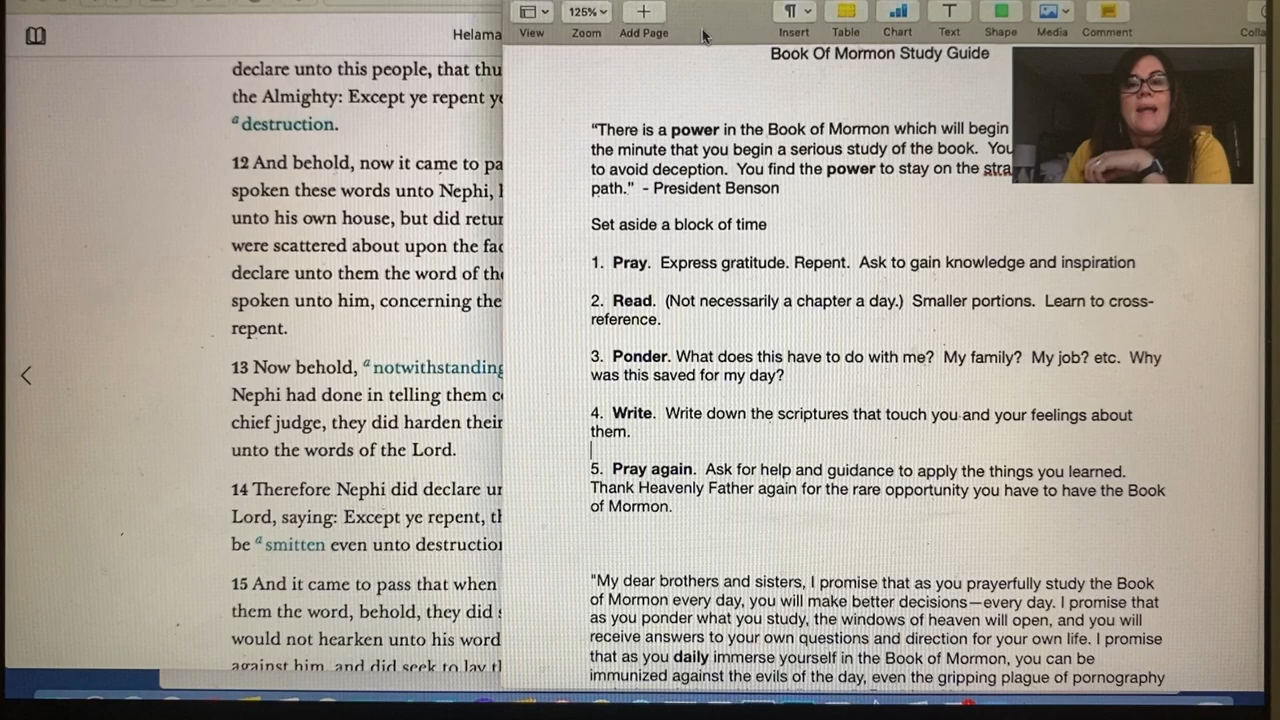 Helama
declare unto this people, that thu
the Almighty: Except ye repent ye
a destruction.
12 And behold, now it came to pa
spoken these words unto Nephi, h
unto his own house, but did retur
were scattered about upon the fac
declare unto them the word of the
spoken unto him, concerning the
repent.
13 Now behold, a notwithstanding
Nephi had done in telling them c
chief judge, they did harden their
unto the words of the Lord.
14 Therefore Nephi did declare un
Lord, saying: Except ye repent, th
be a smitten even unto destruction
15 And it came to pass that when
them the word, behold, they did s
would not hearken unto his word
against him, and did seek to lay th
125%
View Zoom Add Page Insert Table Chart Text Shape Media Comment Colla
Book Of Mormon Study Guide
“There is a power in the Book of Mormon which will begin
the minute that you begin a serious study of the book. You
to avoid deception. You find the power to stay on the stra
path.” - President Benson
Set aside a block of time
1. Pray. Express gratitude. Repent. Ask to gain knowledge and inspiration
2. Read. (Not necessarily a chapter a day.) Smaller portions. Learn to cross-
reference.
3. Ponder. What does this have to do with me? My family? My job? etc. Why
was this saved for my day?
4. Write. Write down the scriptures that touch you and your feelings about
them.
5. Pray again. Ask for help and guidance to apply the things you learned.
Thank Heavenly Father again for the rare opportunity you have to have the Book
of Mormon.
"My dear brothers and sisters, I promise that as you prayerfully study the Book
of Mormon every day, you will make better decisions—every day. I promise that
as you ponder what you study, the windows of heaven will open, and you will
receive answers to your own questions and direction for your own life. I promise
that as you daily immerse yourself in the Book of Mormon, you can be
immunized against the evils of the day, even the gripping plague of pornography